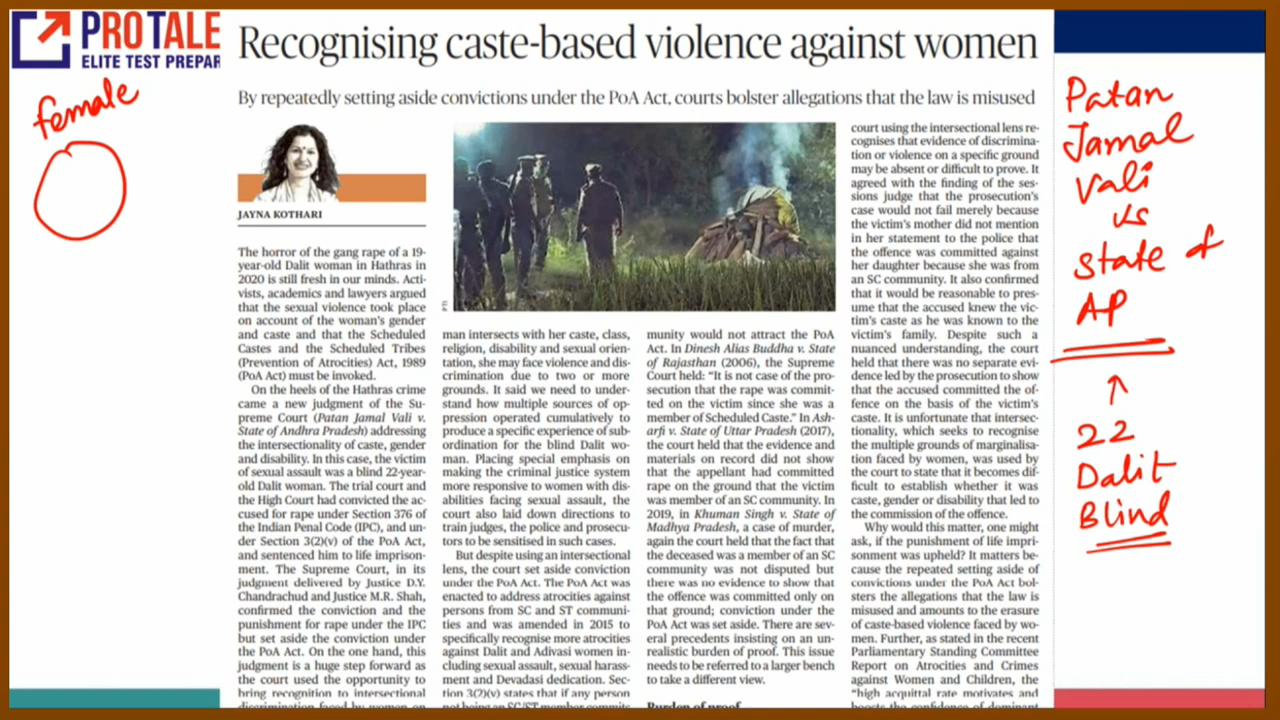 PROTALE
ELITE TEST PREPAR
female
Recognising caste-based violence against women
By repeatedly setting aside convictions under the PoA Act, courts bolster allegations that the law is misused
JAYNA KOTHARI
The horror of the gang rape of a 19-
year-old Dalit woman in Hathras in
2020 is still fresh in our minds. Acti-
vists, academics and lawyers argued
that the sexual violence took place
on account of the woman's gender
and caste and that the Scheduled
Castes and the Scheduled Tribes
(Prevention of Atrocities) Act, 1989
(PoA Act) must be invoked.
On the heels of the Hathras crime
came a new judgment of the Su-
preme Court (Patan Jamal Vali v.
State of Andhra Pradesh) addressing
the intersectionality of caste, gender
and disability. In this case, the victim
of sexual assault was a blind 22-year-
old Dalit woman. The trial court and
the High Court had convicted the ac-
cused for rape under Section 376 of
the Indian Penal Code (IPC), and un-
der Section 3(2)(v) of the PoA Act,
and sentenced him to life imprison-
ment. The Supreme Court, in its
judgment delivered by Justice D.Y.
Chandrachud and Justice M.R. Shah,
confirmed the conviction and the
punishment for rape under the IPC
but set aside the conviction under
the PoA Act. On the one hand, this
judgment is a huge step forward as
the court used the opportunity to
bring recognition to intersectional
discrimination faced by women on
PTI
man intersects with her caste, class,
religion, disability and sexual orien-
tation, she may face violence and dis-
crimination due to two or more
grounds. It said we need to under-
stand how multiple sources of op-
pression operated cumulatively to
produce a specific experience of sub-
ordination for the blind Dalit wo-
man. Placing special emphasis on
making the criminal justice system
more responsive to women with dis-
abilities facing sexual assault, the
court also laid down directions to
train judges, the police and prosecu-
tors to be sensitised in such cases.
But despite using an intersectional
lens, the court set aside conviction
under the PoA Act. The PoA Act was
enacted to address atrocities against
persons from SC and ST communi-
ties and was amended in 2015 to
specifically recognise more atrocities
against Dalit and Adivasi women in-
cluding sexual assault, sexual harass-
ment and Devadasi dedication. Sec-
tion 3(2)(v) states that if any person
not being an SC/ST member commits
munity would not attract the PoA
Act. In Dinesh Alias Buddha v. State
of Rajasthan (2006), the Supreme
Court held: "It is not case of the pro-
secution that the rape was commit-
ted on the victim since she was a
member of Scheduled Caste." In Ash-
arfi v. State of Uttar Pradesh (2017),
the court held that the evidence and
materials on record did not show
that the appellant had committed
rape on the ground that the victim
was member of an SC community. In
2019, in Khuman Singh v. State of
Madhya Pradesh, a case of murder,
again the court held that the fact that
the deceased was a member of an SC
community was not disputed but
there was no evidence to show that
the offence was committed only on
that ground; conviction under the
PoA Act was set aside. There are sev-
eral precedents insisting on an un-
realistic burden of proof. This issue
needs to be referred to a larger bench
to take a different view.
Burden of proof
court using the intersectional lens re-
cognises that evidence of discrimina-
tion or violence on a specific ground
may be absent or difficult to prove. It
agreed with the finding of the ses-
sions judge that the prosecution's
case would not fail merely because
the victim's mother did not mention
in her statement to the police that
the offence was committed against
her daughter because she was from
an SC community. It also confirmed
that it would be reasonable to pres-
ume that the accused knew the vic-
tim's caste as he was known to the
victim's family. Despite such a
nuanced understanding, the court
held that there was no separate evi-
dence led by the prosecution to show
that the accused committed the of-
fence on the basis of the victim's
caste. It is unfortunate that intersec-
tionality, which seeks to recognise
the multiple grounds of marginalisa-
tion faced by women, was used by
the court to state that it becomes dif-
ficult to establish whether it was
caste, gender or disability that led to
the commission of the offence.
Why would this matter, one might
ask, if the punishment of life impri-
sonment was upheld? It matters be-
cause the repeated setting aside of
convictions under the PoA Act bol-
sters the allegations that the law is
misused and amounts to the erasure
of caste-based violence faced by wo-
men. Further, as stated in the recent
Parliamentary Standing Committee
Report on Atrocities and Crimes
against Women and Children, the
"high acquittal rate motivates and
boosts the confidence of dominant
Patan
Jamal
Vali
vs
State of
AP
22
Dalit
Blind